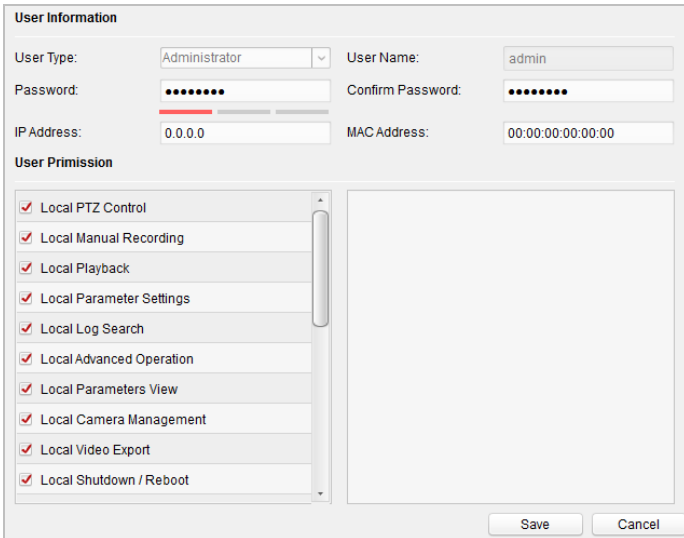 User Information
User Type: Administrator User Name: admin
Password: ●●●●●●●● Confirm Password: ●●●●●●●●
IP Address: 0.0.0.0 MAC Address: 00:00:00:00:00:00
User Primission
Local PTZ Control
Local Manual Recording
Local Playback
Local Parameter Settings
Local Log Search
Local Advanced Operation
Local Parameters View
Local Camera Management
Local Video Export
Local Shutdown / Reboot
Save Cancel